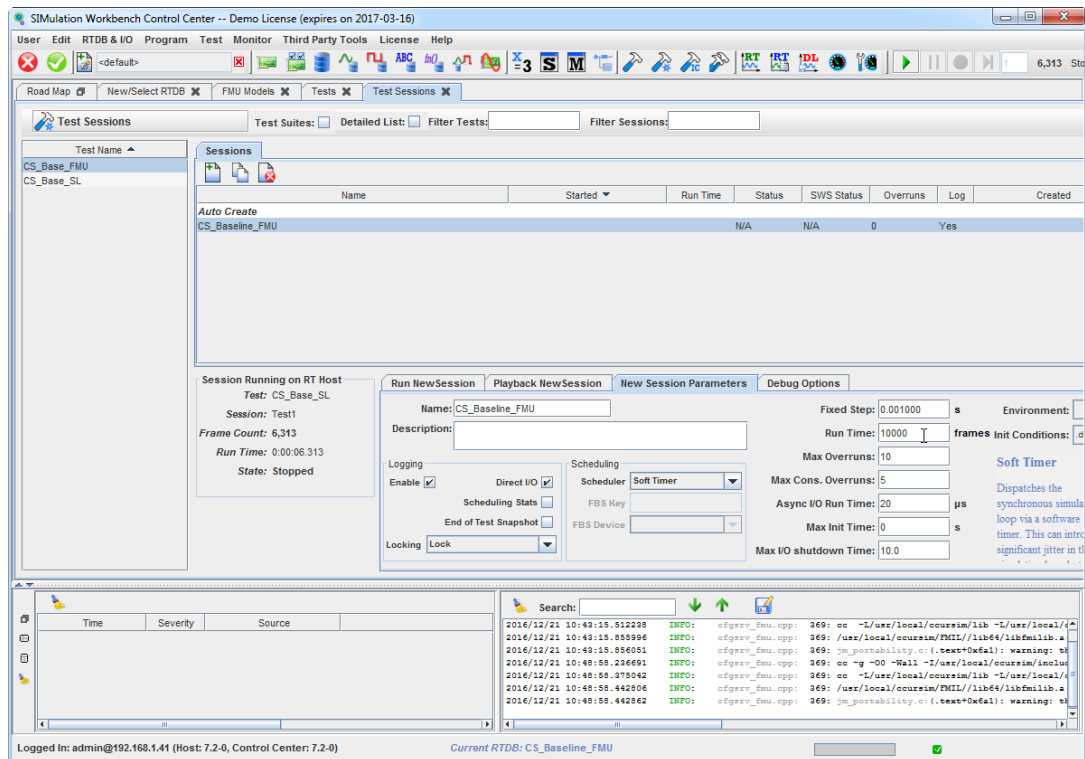 SIMulation Workbench Control Center -- Demo License (expires on 2017-03-16)
User Edit RTDB & I/O Program Test Monitor Third Party Tools License Help
<default> ABC =3 S M IC RT RT DL 1 6,313 Sto
Road Map New/Select RTDB FMU Models Tests Test Sessions
Test Sessions Test Suites: Detailed List: Filter Tests: Filter Sessions:
Test Name
CS_Base_FMU
CS_Base_SL
Sessions
Name Started Run Time Status SWS Status Overruns Log Created
Auto Create
CS_Baseline_FMU N/A N/A 0 Yes
Session Running on RT Host
Test: CS_Base_SL
Session: Test1
Frame Count: 6,313
Run Time: 0:00:06.313
State: Stopped
Run NewSession Playback NewSession New Session Parameters Debug Options
Name: CS_Baseline_FMU
Description:
Logging
Enable Direct I/O
Scheduling Stats
End of Test Snapshot
Locking Lock
Scheduling
Scheduler Soft Timer
FBS Key
FBS Device
Fixed Step: 0.001000 s
Run Time: 10000 frames
Max Overruns: 10
Max Cons. Overruns: 5
Async I/O Run Time: 20 µs
Max Init Time: 0 s
Max I/O shutdown Time: 10.0
Environment:
Init Conditions: .d
Soft Timer
Dispatches the
synchronous simula
loop via a software
timer. This can intro
significant jitter in th
Time Severity Source
Search:
2016/12/21 10:43:15.512238 INFO: cfgsrv_fmu.cpp: 369: cc -L/usr/local/ccursim/lib -L/usr/local/c
2016/12/21 10:43:15.855996 INFO: cfgsrv_fmu.cpp: 369: /usr/local/ccursim/FMIL//lib64/libfmilib.a
2016/12/21 10:43:15.856051 INFO: cfgsrv_fmu.cpp: 369: jm_portability.c:(.text+0x6a1): warning: th
2016/12/21 10:48:58.236691 INFO: cfgsrv_fmu.cpp: 369: cc -g -O0 -Wall -I/usr/local/ccursim/includ
2016/12/21 10:48:58.375042 INFO: cfgsrv_fmu.cpp: 369: cc -L/usr/local/ccursim/lib -L/usr/local/c
2016/12/21 10:48:58.442806 INFO: cfgsrv_fmu.cpp: 369: /usr/local/ccursim/FMIL//lib64/libfmilib.a
2016/12/21 10:48:58.442862 INFO: cfgsrv_fmu.cpp: 369: jm_portability.c:(.text+0x6a1): warning: th
Logged In: admin@192.168.1.41 (Host: 7.2-0, Control Center: 7.2-0) Current RTDB: CS_Baseline_FMU